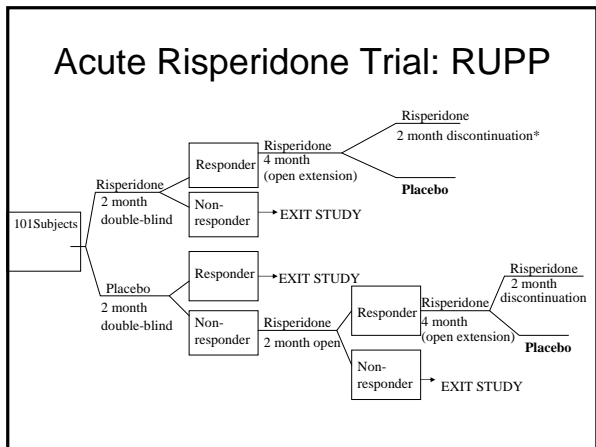 Acute Risperidone Trial: RUPP
Risperidone
2 month discontinuation*
Placebo
Risperidone
4 month
(open extension)
Responder
Risperidone
2 month
double-blind
Non-
responder
EXIT STUDY
101Subjects
Placebo
2 month
double-blind
Responder
EXIT STUDY
Non-
responder
Risperidone
2 month open
Responder
Risperidone
4 month
(open extension)
Risperidone
2 month
discontinuation
Placebo
Non-
responder
EXIT STUDY